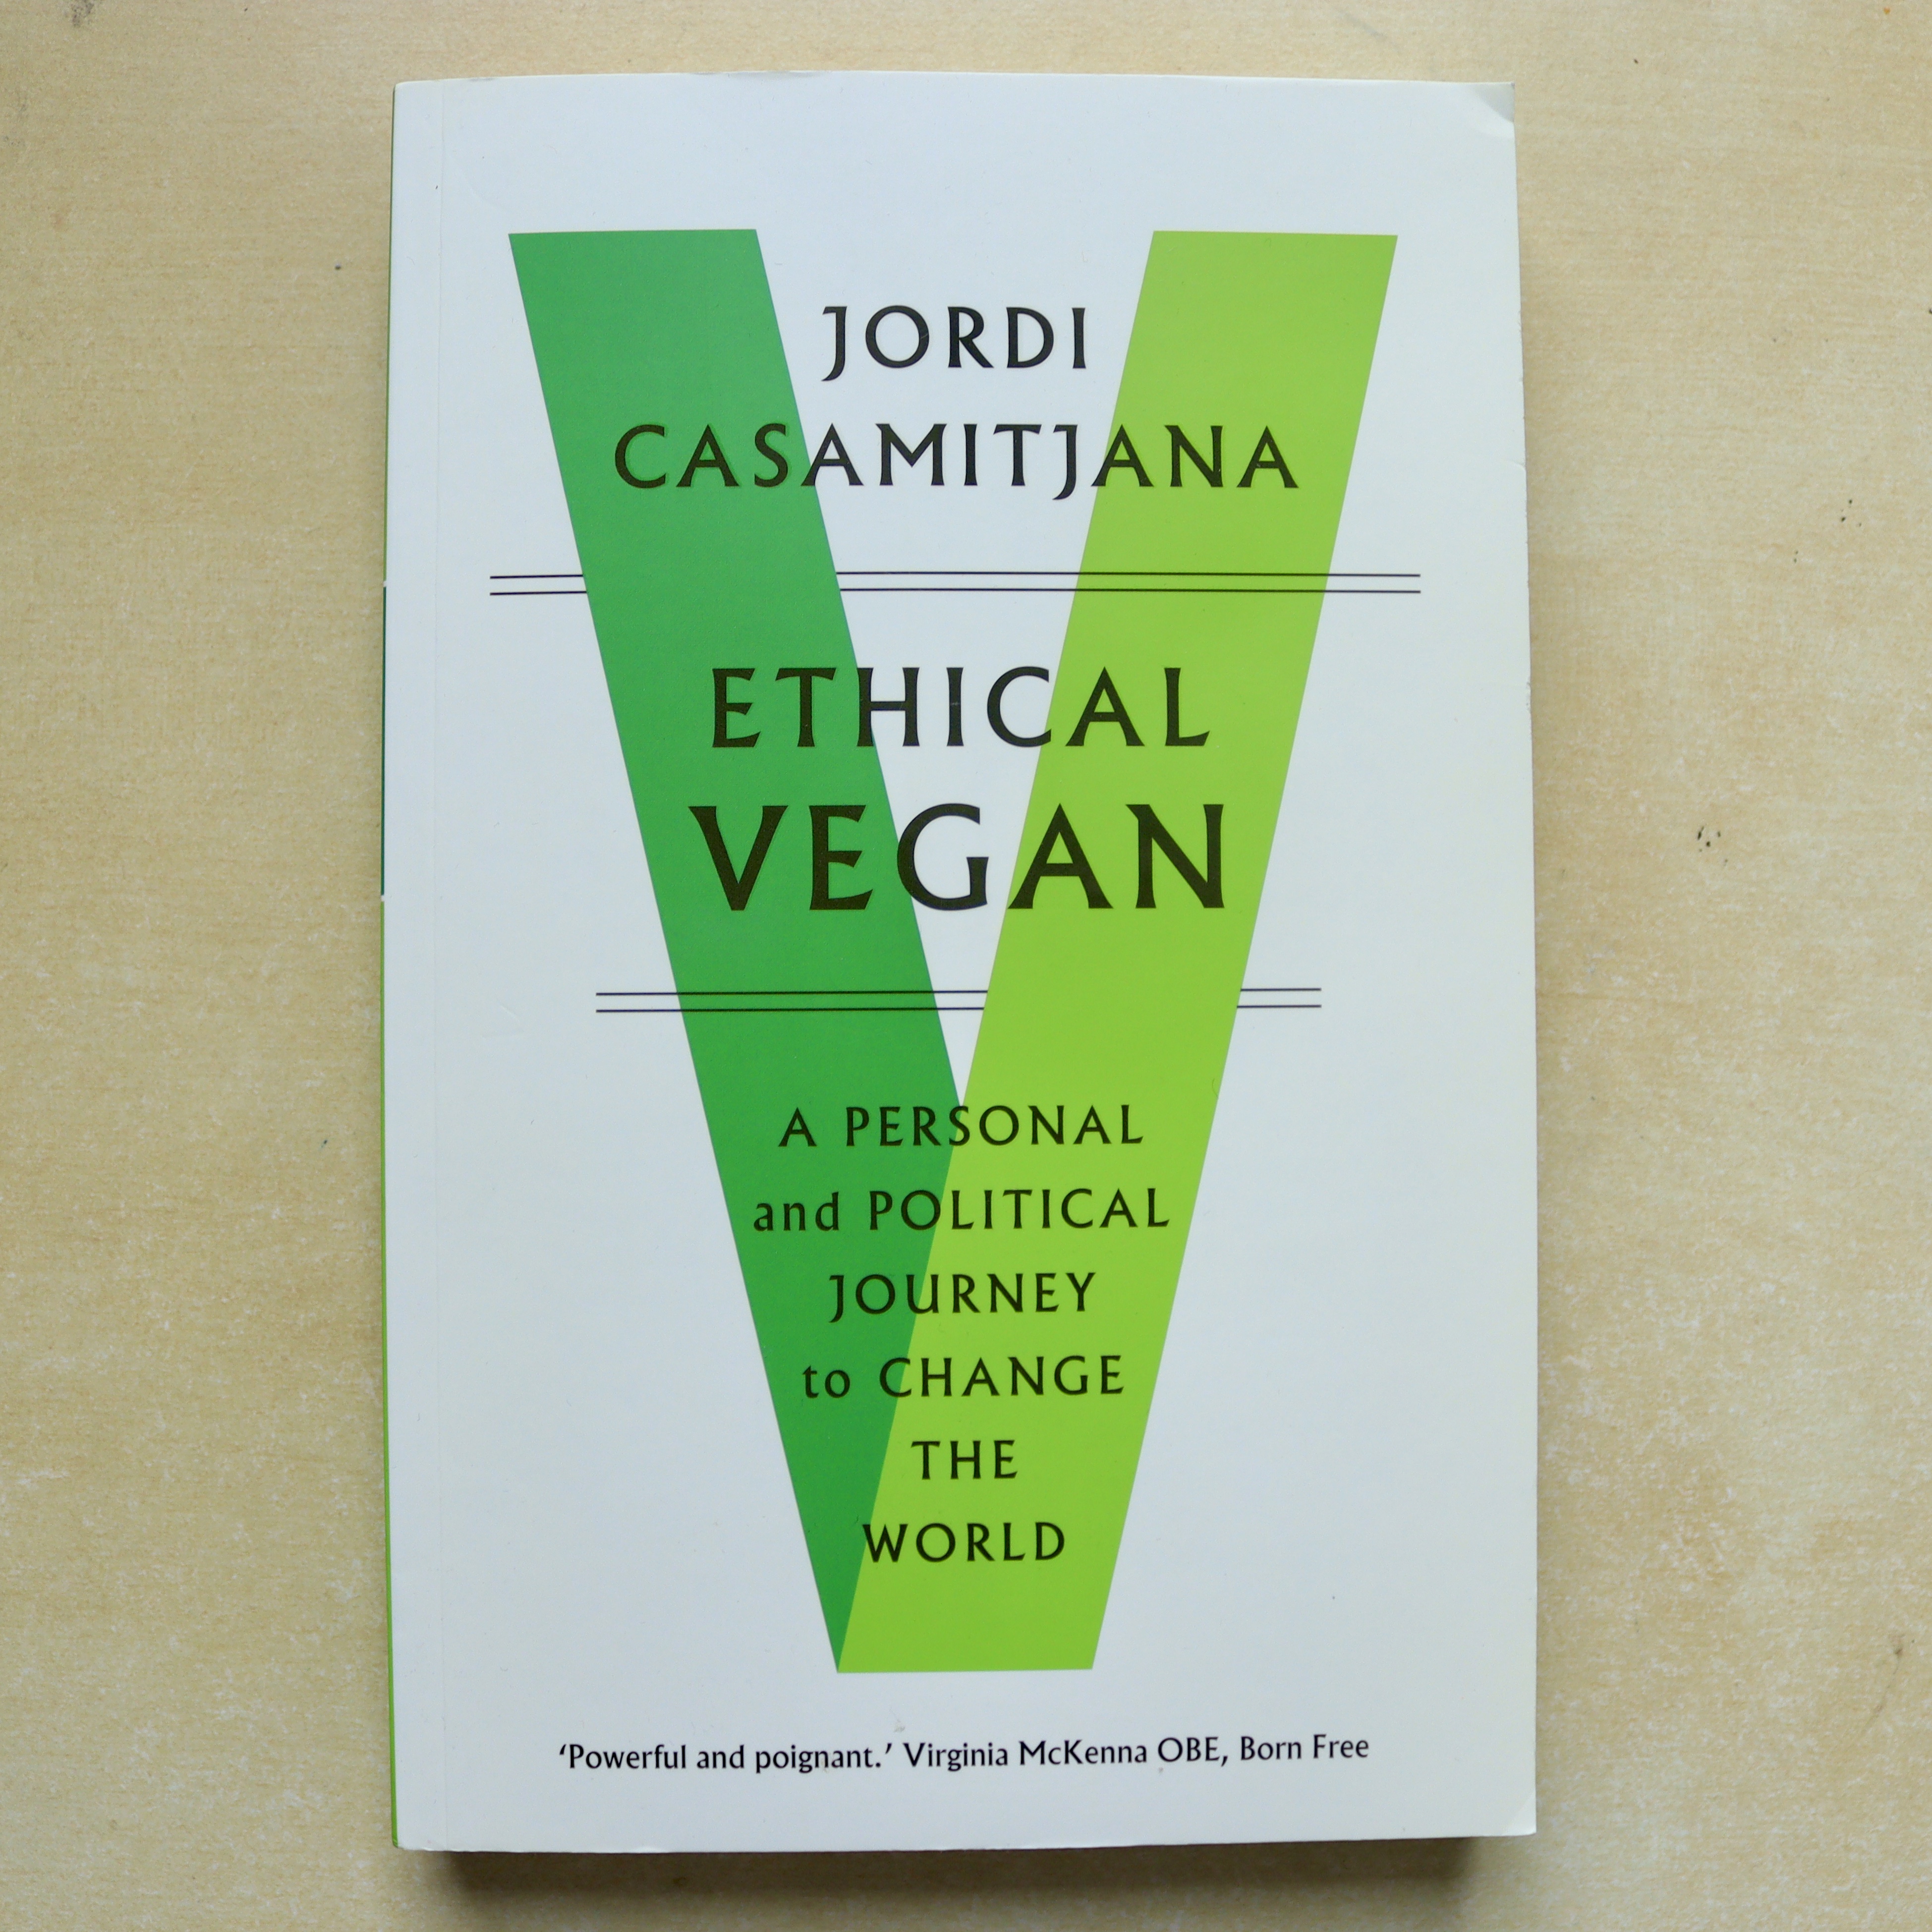 JORDI
CASAMITJANA
ETHICAL
VEGAN
A PERSONAL
and POLITICAL
JOURNEY
to CHANGE
THE
WORLD
‘Powerful and poignant.’ Virginia McKenna OBE, Born Free